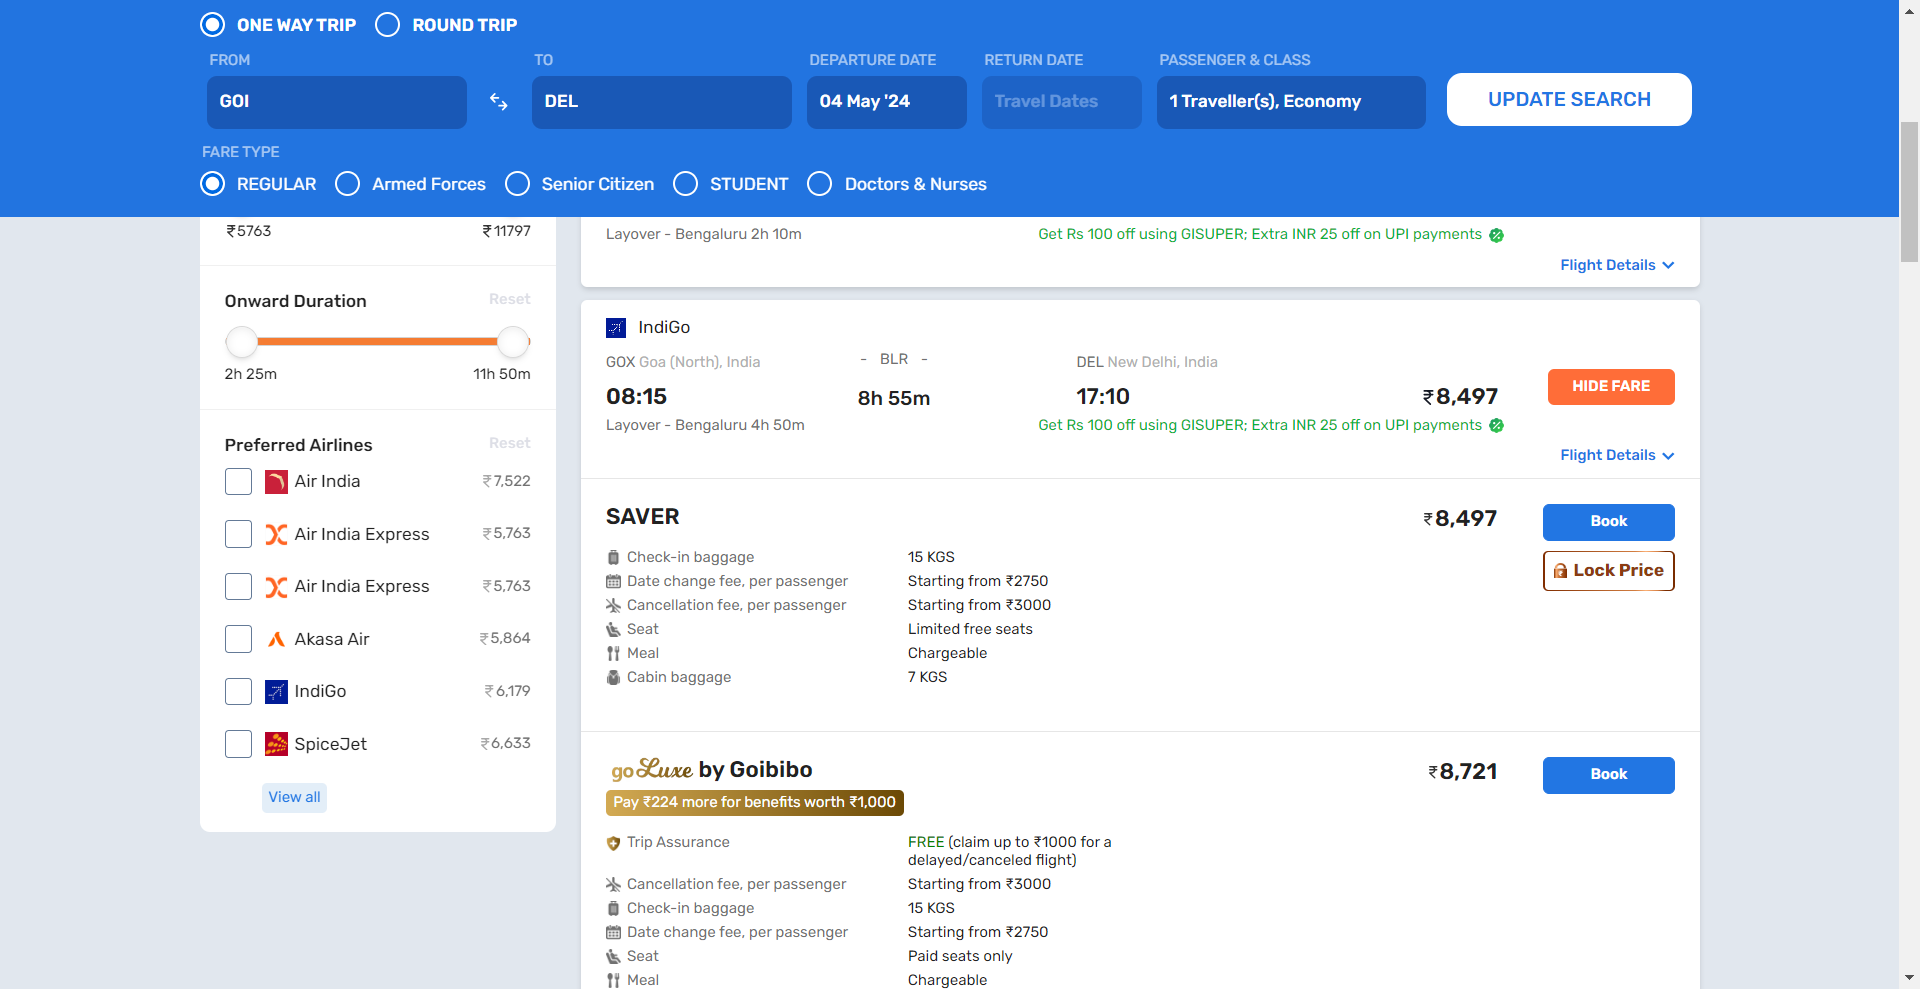 ONE WAY TRIP ROUND TRIP
FROM TO DEPARTURE DATE RETURN DATE PASSENGER & CLASS
GOI DEL 04 May '24 Travel Dates 1 Traveller(s), Economy UPDATE SEARCH
FARE TYPE
REGULAR Armed Forces Senior Citizen STUDENT Doctors & Nurses
₹5763 ₹11797
Onward Duration Reset
2h 25m 11h 50m
Preferred Airlines Reset
Air India ₹7,522
Air India Express ₹5,763
Air India Express ₹5,763
Akasa Air ₹5,864
IndiGo ₹6,179
SpiceJet ₹6,633
View all
Layover - Bengaluru 2h 10m Get Rs 100 off using GISUPER; Extra INR 25 off on UPI payments
Flight Details
IndiGo
GOX Goa (North), India - BLR - DEL New Delhi, India
08:15 8h 55m 17:10 ₹8,497 HIDE FARE
Layover - Bengaluru 4h 50m Get Rs 100 off using GISUPER; Extra INR 25 off on UPI payments
Flight Details
SAVER ₹8,497 Book
Lock Price
Check-in baggage 15 KGS
Date change fee, per passenger Starting from ₹2750
Cancellation fee, per passenger Starting from ₹3000
Seat Limited free seats
Meal Chargeable
Cabin baggage 7 KGS
goLuxe by Goibibo ₹8,721 Book
Pay ₹224 more for benefits worth ₹1,000
Trip Assurance FREE (claim up to ₹1000 for a
delayed/canceled flight)
Cancellation fee, per passenger Starting from ₹3000
Check-in baggage 15 KGS
Date change fee, per passenger Starting from ₹2750
Seat Paid seats only
Meal Chargeable